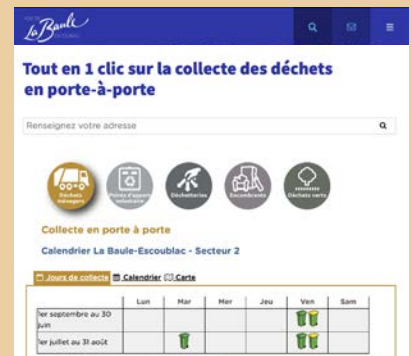 La Baule
Tout en 1 clic sur la collecte des déchets
en porte-à-porte
Renseignez votre adresse
Déchets
ménagers
Points d'apport
volontaire
Déchetteries
Encombrants
Déchets verts
Collecte en porte à porte
Calendrier La Baule-Escoublac - Secteur 2
Jours de collecte Calendrier Carte
Lun Mar Mer Jeu Ven Sam
1er septembre au 30
juin
1er juillet au 31 août